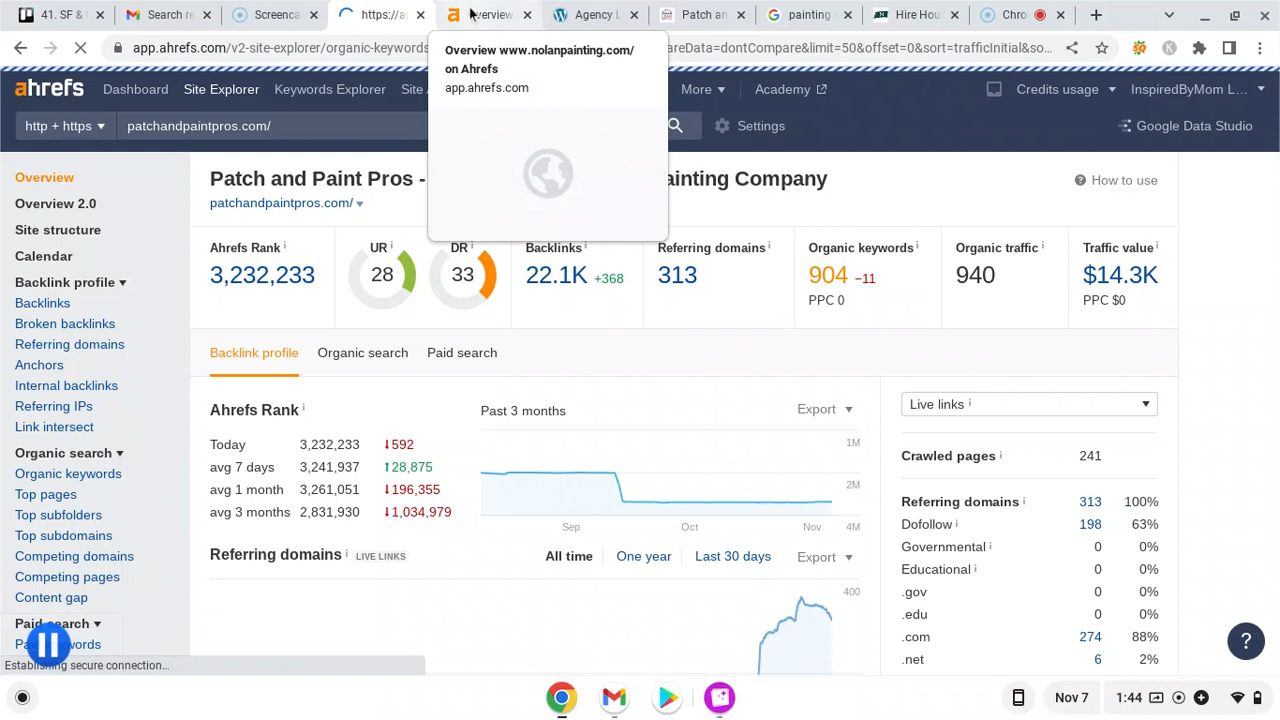 41. SF &
Search re
Screenca
https://a
Overview
Agency L
Patch an
painting
Hire Hou
Chro
app.ahrefs.com/v2-site-explorer/organic-keywords
areData=dontCompare&limit=50&offset=0&sort=trafficInitial&so...
Overview www.nolanpainting.com/
on Ahrefs
app.ahrefs.com
ahrefs
Dashboard
Site Explorer
Keywords Explorer
Site
More
Academy
Credits usage
InspiredByMom L...
http + https
patchandpaintpros.com/
Settings
Google Data Studio
Overview
Overview 2.0
Site structure
Calendar
Backlink profile
Backlinks
Broken backlinks
Referring domains
Anchors
Internal backlinks
Referring IPs
Link intersect
Organic search
Organic keywords
Top pages
Top subfolders
Top subdomains
Competing domains
Competing pages
Content gap
Paid search
Establishing secure connection...
Patch and Paint Pros -
ainting Company
How to use
patchandpaintpros.com/
Ahrefs Rank i
3,232,233
UR i
28
DR i
33
Backlinks i
22.1K +368
Referring domains i
313
Organic keywords i
904 −11
PPC 0
Organic traffic i
940
Traffic value i
$14.3K
PPC $0
Backlink profile
Organic search
Paid search
Ahrefs Rank i
Past 3 months
Export
Today 3,232,233 ↓592
avg 7 days 3,241,937 ↑28,875
avg 1 month 3,261,051 ↓196,355
avg 3 months 2,831,930 ↓1,034,979
1M
2M
4M
Sep
Oct
Nov
Referring domains i LIVE LINKS
All time
One year
Last 30 days
Export
400
Live links i
Crawled pages i 241
Referring domains i 313 100%
Dofollow i 198 63%
Governmental i 0 0%
Educational i 0 0%
.gov 0 0%
.edu 0 0%
.com 274 88%
.net 6 2%
?
Nov 7
1:44